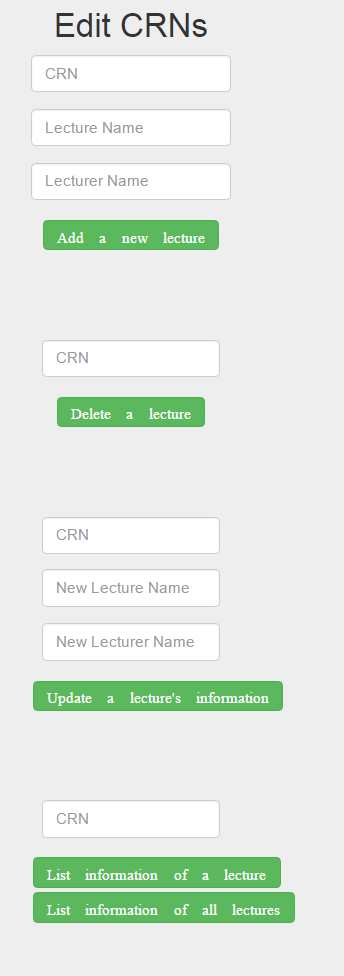 Edit CRNs
CRN
Lecture Name
Lecturer Name
Add a new lecture
CRN
Delete a lecture
CRN
New Lecture Name
New Lecturer Name
Update a lecture's information
CRN
List information of a lecture
List information of all lectures